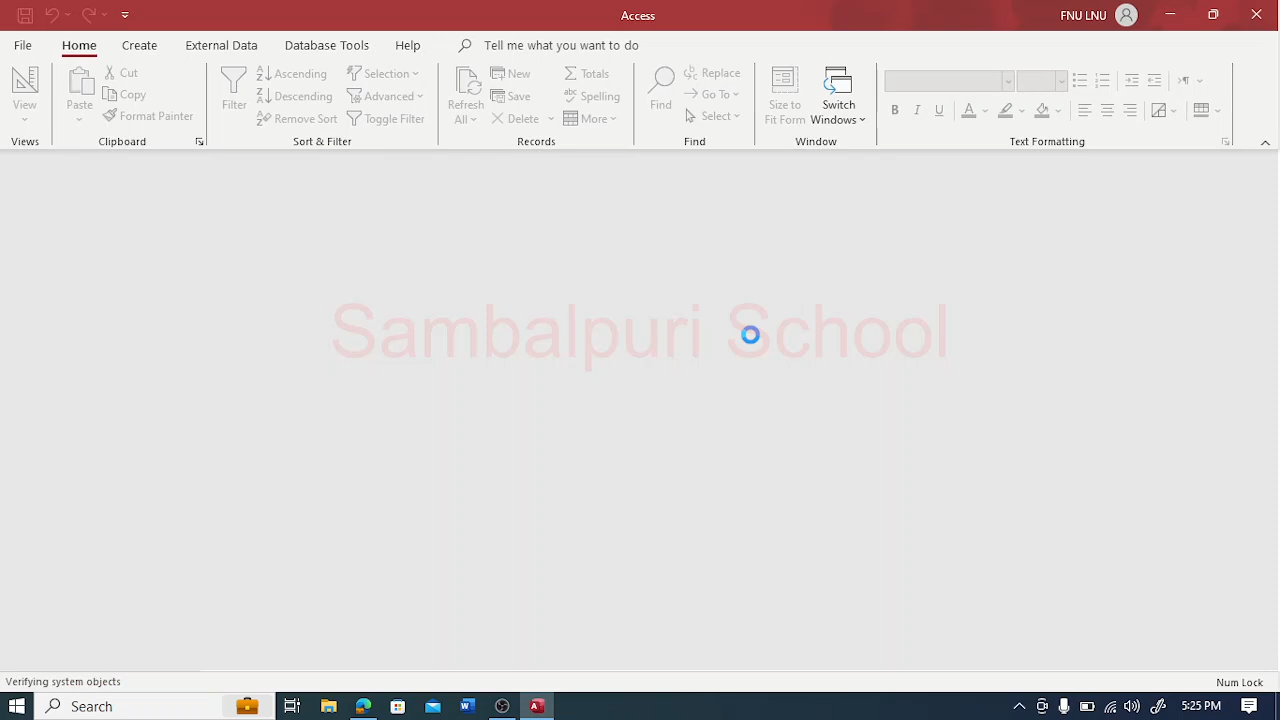 Access
FNU LNU
File Home Create External Data Database Tools Help Tell me what you want to do
View
Views
Paste
Cut
Copy
Format Painter
Clipboard
Filter
Ascending
Descending
Remove Sort
Selection
Advanced
Toggle Filter
Sort & Filter
Refresh
All
New
Save
Delete
Totals
Spelling
More
Records
Find
Replace
Go To
Select
Find
Size to
Fit Form
Switch
Windows
Window
B I U A
Text Formatting
Sambalpuri School
Verifying system objects
Num Lock
Search
5:25 PM